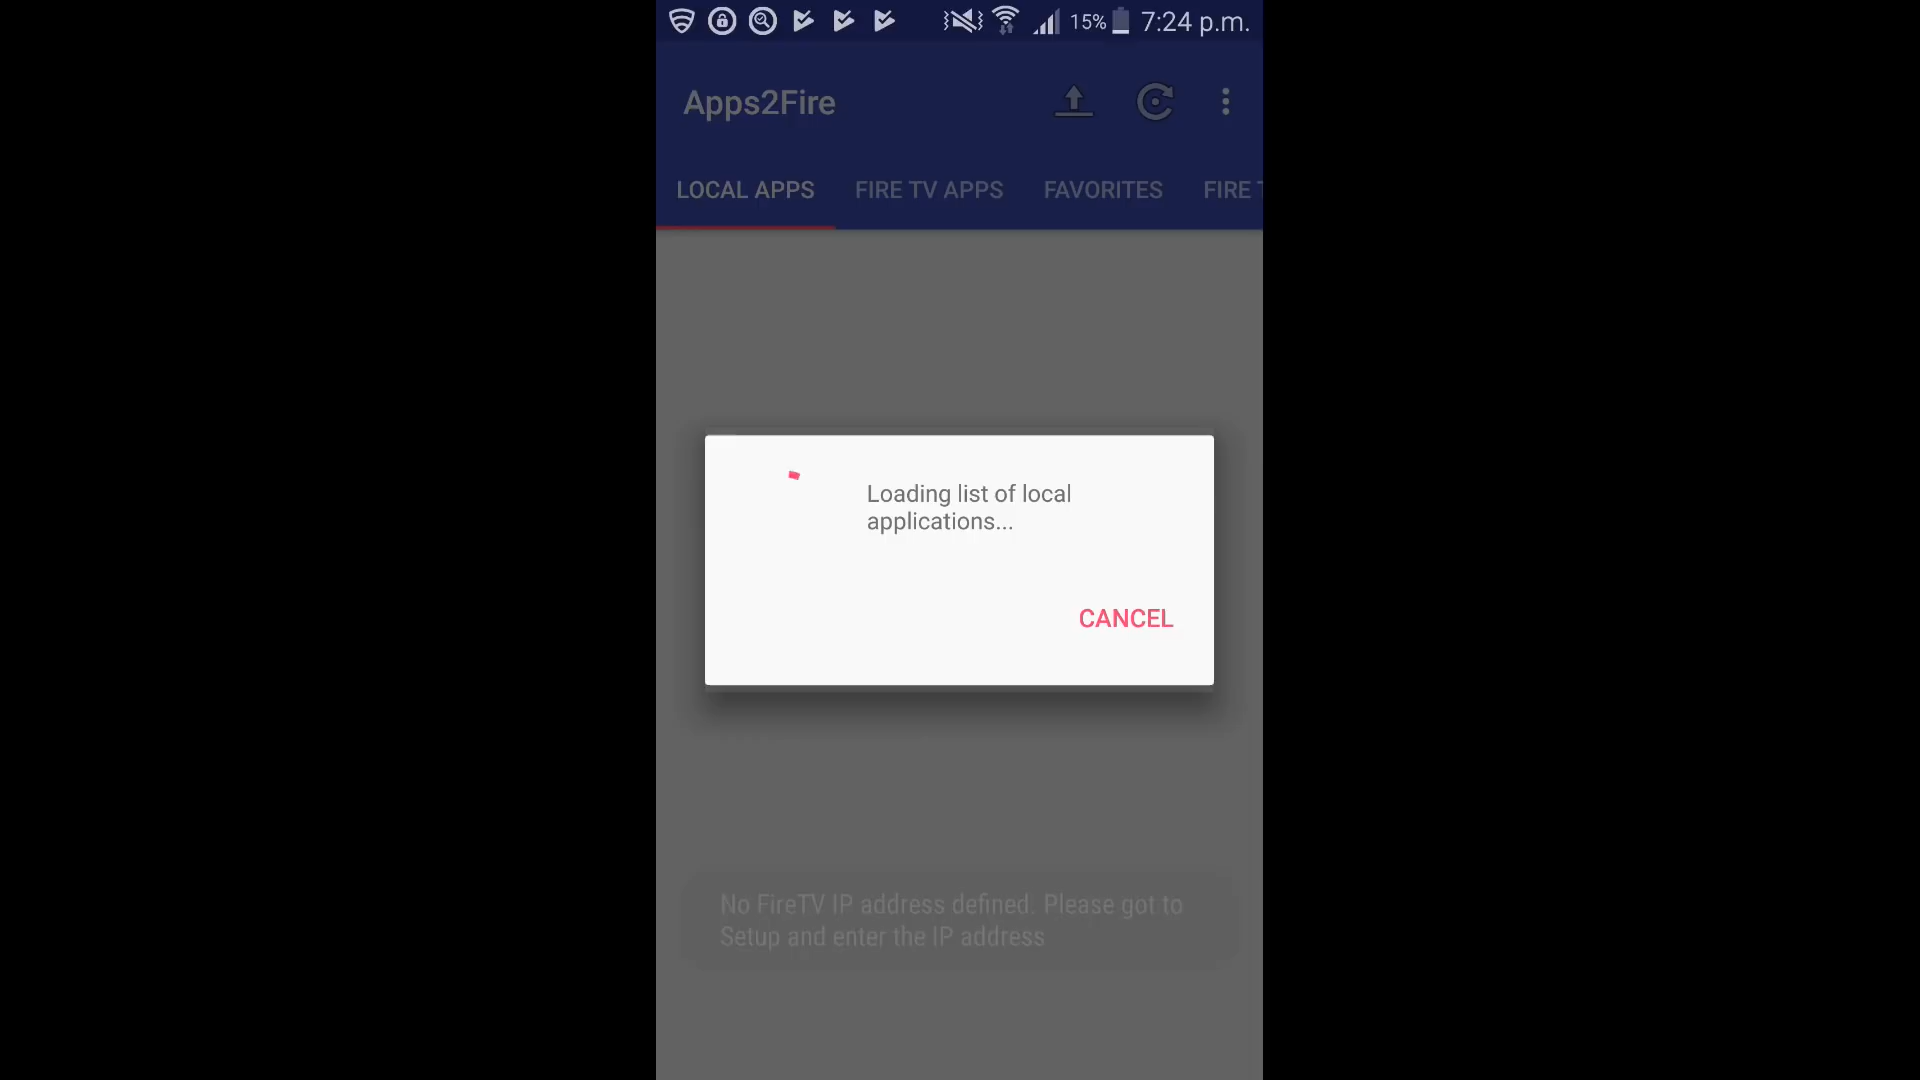 15% 7:24 p.m.
Apps2Fire
LOCAL APPS FIRE TV APPS FAVORITES FIRE T
Loading list of local
applications...
CANCEL
No FireTV IP address defined. Please got to
Setup and enter the IP address